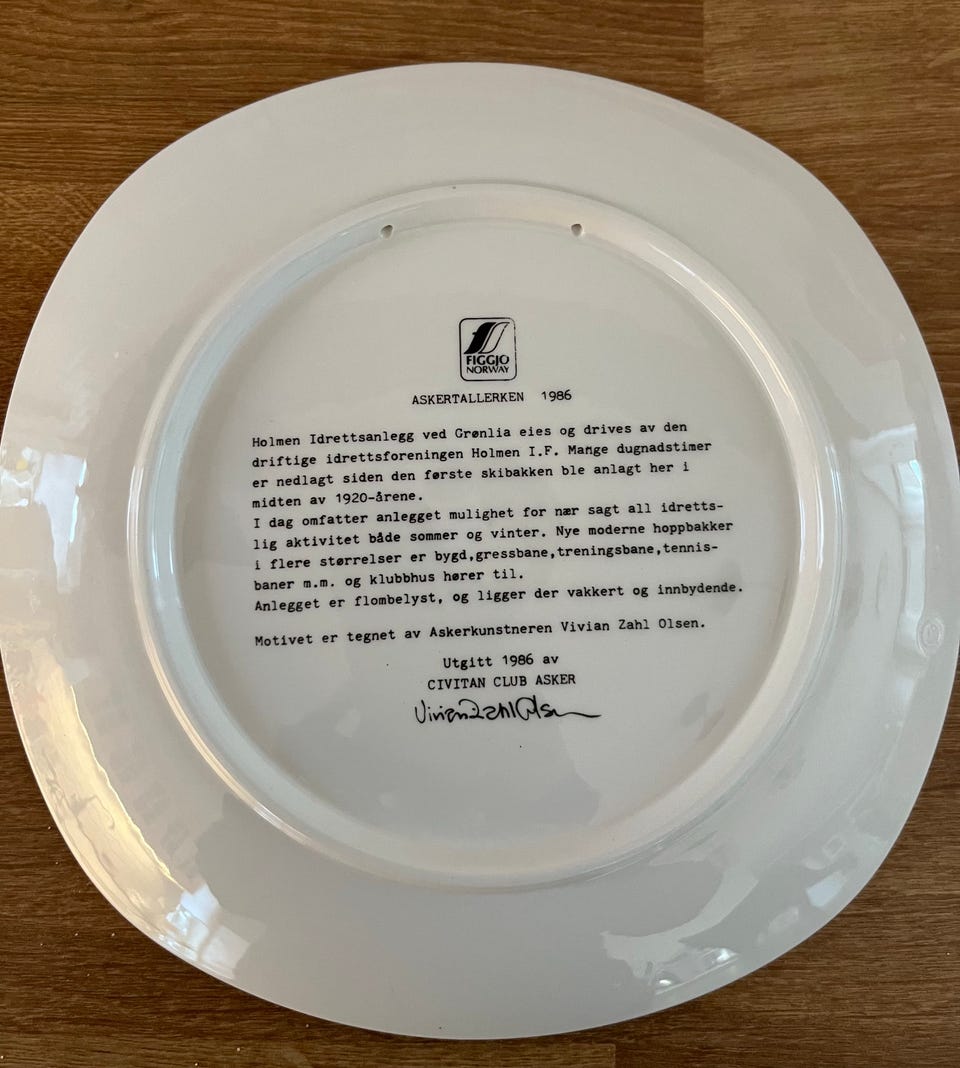 FIGGJO
NORWAY
ASKERTALLERKEN 1986
Holmen Idrettsanlegg ved Grønlia eies og drives av den
driftige idrettsforeningen Holmen I.F. Mange dugnadstimer
er nedlagt siden den første skibakken ble anlagt her i
midten av 1920-årene.
I dag omfatter anlegget mulighet for nær sagt all idretts-
lig aktivitet både sommer og vinter. Nye moderne hoppbakker
i flere størrelser er bygd,gressbane,treningsbane,tennis-
baner m.m. og klubbhus hører til.
Anlegget er flombelyst, og ligger der vakkert og innbydende.
Motivet er tegnet av Askerkunstneren Vivian Zahl Olsen.
Utgitt 1986 av
CIVITAN CLUB ASKER
Vivian Zahl Olsen